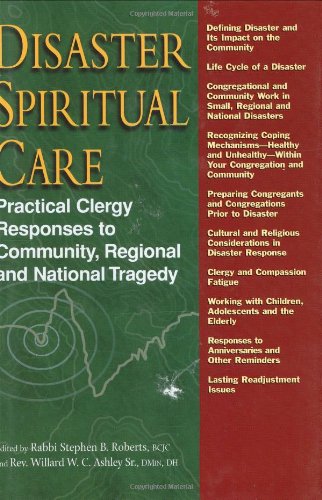 Copyrighted Material
DISASTER
SPIRITUAL
CARE
Practical Clergy
Responses to
Community, Regional
and National Tragedy
edited by Rabbi Stephen B. Roberts, BCJC
and Rev. Willard W. C. Ashley Sr., DMin, DH
Copyrighted Material
Defining Disaster and
Its Impact on the
Community
Life Cycle of a Disaster
Congregational and
Community Work in
Small, Regional and
National Disasters
Recognizing Coping
Mechanisms—Healthy
and Unhealthy—Within
Your Congregation and
Community
Preparing Congregants
and Congregations
Prior to Disaster
Cultural and Religious
Considerations in
Disaster Response
Clergy and Compassion
Fatigue
Working with Children,
Adolescents and the
Elderly
Responses to
Anniversaries and
Other Reminders
Lasting Readjustment
Issues